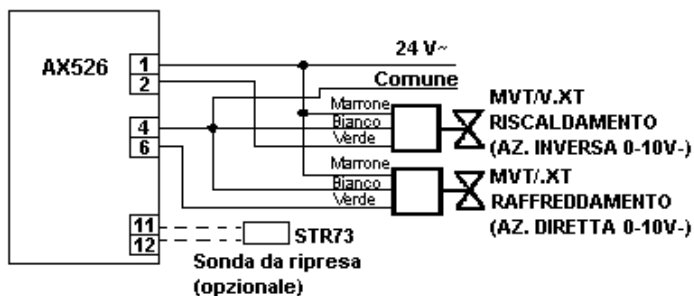 AX526
1
2
4
6
11
12
24 V~
Comune
Marrone
Bianco
Verde
MVT/V.XT
RISCALDAMENTO
(AZ. INVERSA 0-10V-)
Marrone
Bianco
Verde
MVT/.XT
RAFFREDDAMENTO
(AZ. DIRETTA 0-10V-)
STR73
Sonda da ripresa
(opzionale)